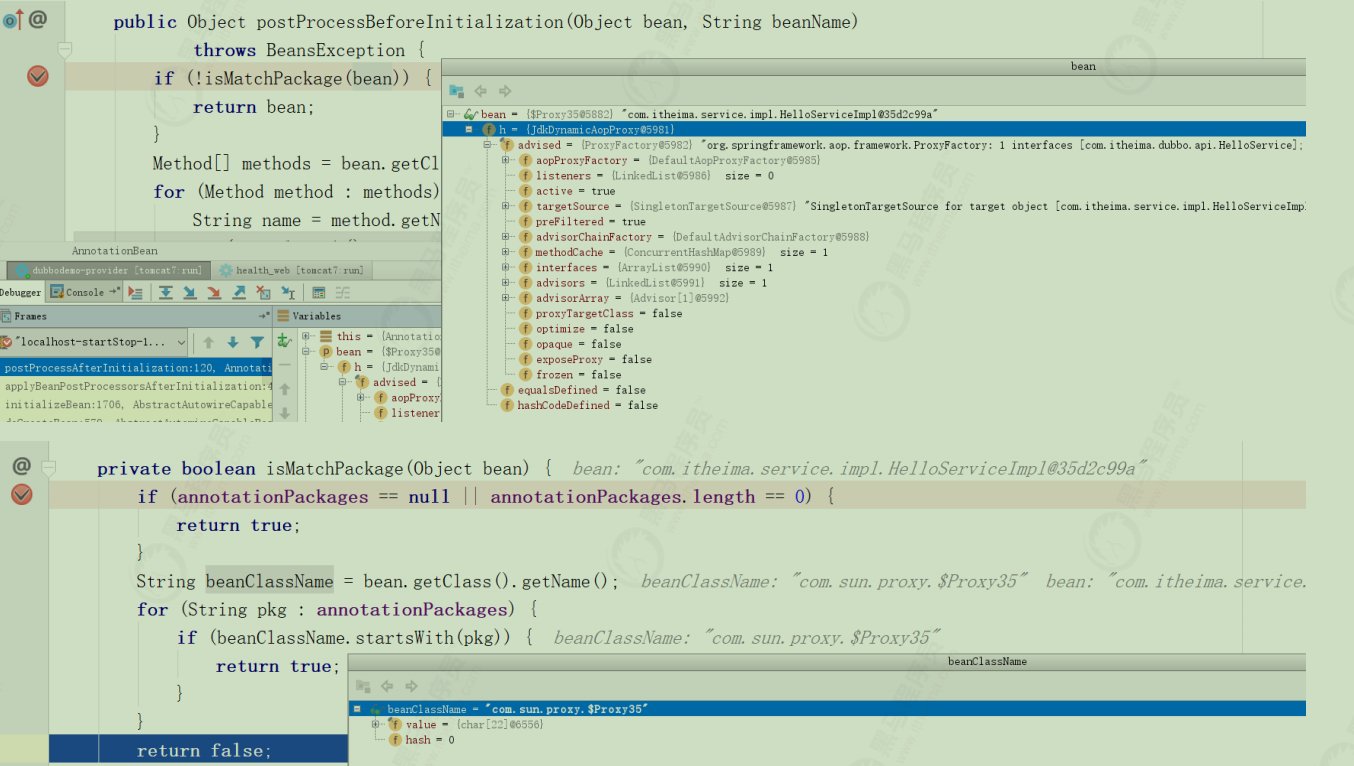 public Object postProcessBeforeInitialization(Object bean, String beanName)
throws BeansException {
if (!isMatchPackage(bean)) {
return bean;
}
Method[] methods = bean.getCl
for (Method method : methods)
String name = method.getN
bean
bean = {$Proxy35@5882} "com.itheima.service.impl.HelloServiceImpl@35d2c99a"
h = {JdkDynamicAopProxy@5981}
advised = {ProxyFactory@5982} "org.springframework.aop.framework.ProxyFactory: 1 interfaces [com.itheima.dubbo.api.HelloService];
aopProxyFactory = {DefaultAopProxyFactory@5985}
listeners = {LinkedList@5986} size = 0
active = true
targetSource = {SingletonTargetSource@5987} "SingletonTargetSource for target object [com.itheima.service.impl.HelloServiceImp
preFiltered = true
advisorChainFactory = {DefaultAdvisorChainFactory@5988}
methodCache = {ConcurrentHashMap@5989} size = 1
interfaces = {ArrayList@5990} size = 1
advisors = {LinkedList@5991} size = 1
advisorArray = {Advisor[1]@5992}
proxyTargetClass = false
optimize = false
opaque = false
exposeProxy = false
frozen = false
equalsDefined = false
hashCodeDefined = false
AnnotationBean
dubbodemo-provider [tomcat7:run] health_web [tomcat7:run]
Debugger Console
Frames Variables
"localhost-startStop-1...
postProcessAfterInitialization:120, Annotati
applyBeanPostProcessorsAfterInitialization:4
initializeBean:1706, AbstractAutowireCapable
this = {Annotatio
bean = {$Proxy35@
h = {JdkDynami
advised = {
aopProxy
listener
private boolean isMatchPackage(Object bean) { bean: "com.itheima.service.impl.HelloServiceImpl@35d2c99a"
if (annotationPackages == null || annotationPackages.length == 0) {
return true;
}
String beanClassName = bean.getClass().getName(); beanClassName: "com.sun.proxy.$Proxy35" bean: "com.itheima.service.
for (String pkg : annotationPackages) {
if (beanClassName.startsWith(pkg)) { beanClassName: "com.sun.proxy.$Proxy35"
return true;
}
}
return false;
beanClassName
beanClassName = "com.sun.proxy.$Proxy35"
value = {char[22]@6556}
hash = 0